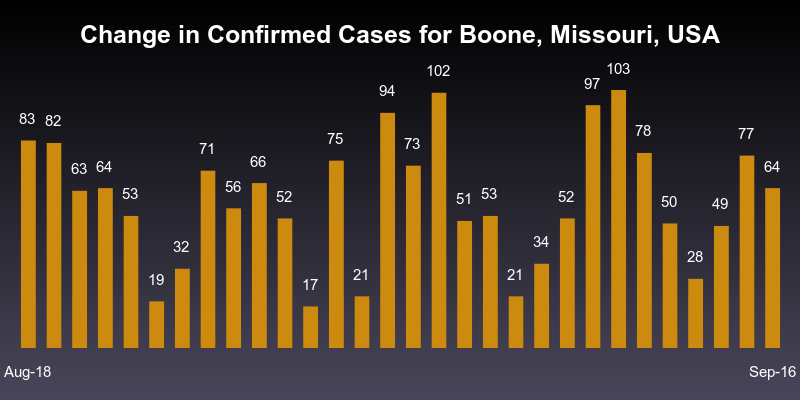 Change in Confirmed Cases for Boone, Missouri, USA
83 82 63 64 53 19 32 71 56 66 52 17 75 21 94 73 102 51 53 21 34 52 97 103 78 50 28 49 77 64
Aug-18 Sep-16